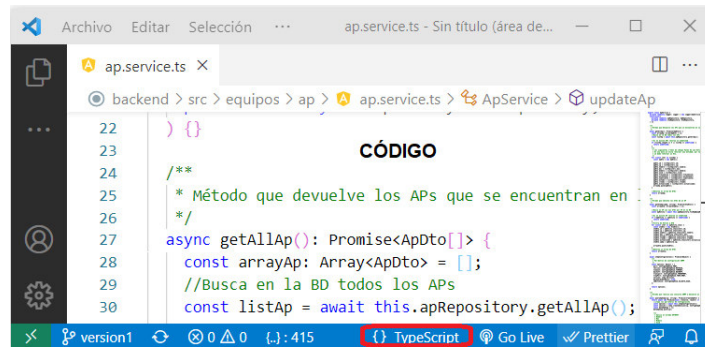 Archivo Editar Selección ··· ap.service.ts - Sin título (área de...
ap.service.ts
backend > src > equipos > ap > ap.service.ts > ApService > updateAp
22 ) {}
23
CÓDIGO
24 /**
25 * Método que devuelve los APs que se encuentran en
26 */
27 async getAllAp(): Promise<ApDto[]> {
28 const arrayAp: Array<ApDto> = [];
29 //Busca en la BD todos los APs
30 const listAp = await this.apRepository.getAllAp();
version1 0 0 {..} : 415 {} TypeScript Go Live Prettier